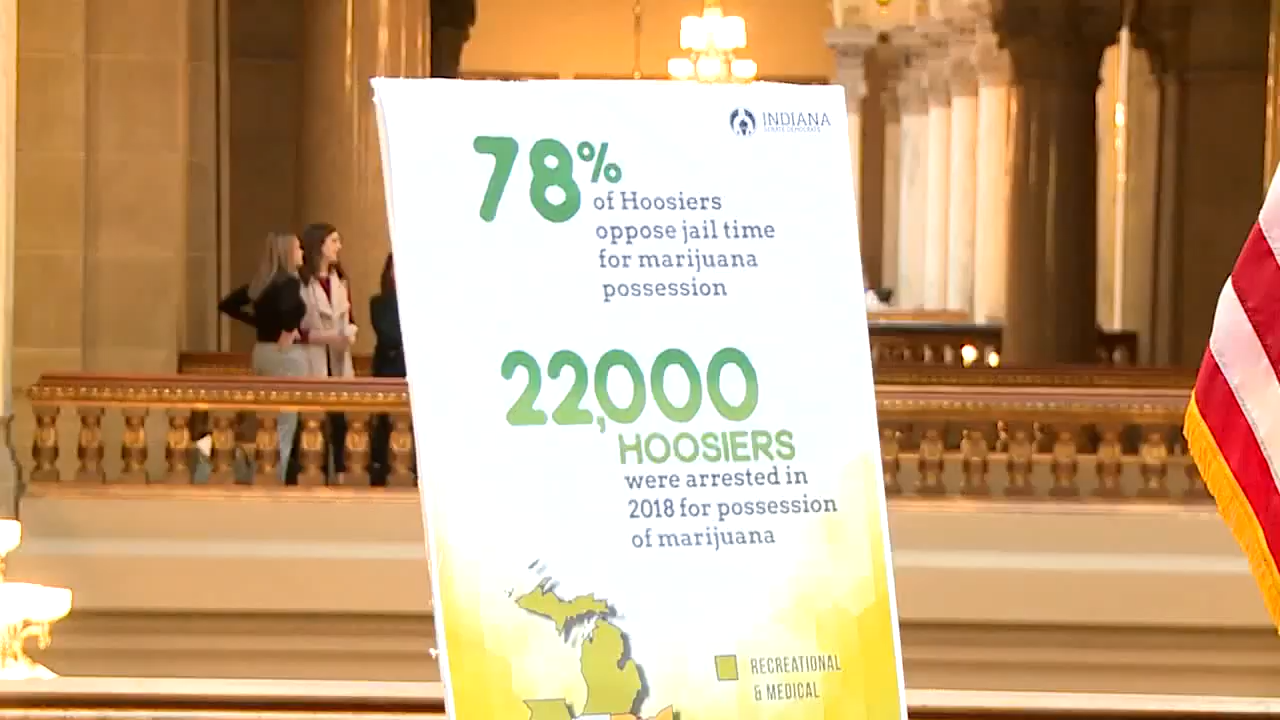 INDIANA
SENATE DEMOCRATS
78%
of Hoosiers
oppose jail time
for marijuana
possession
22,000
HOOSIERS
were arrested in
2018 for possession
of marijuana
RECREATIONAL
& MEDICAL